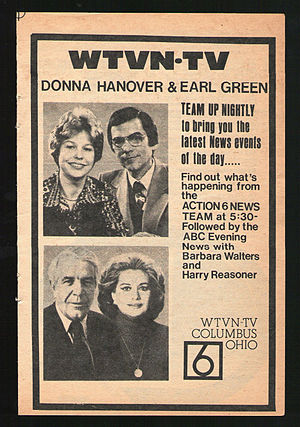 WTVN-TV
DONNA HANOVER & EARL GREEN
TEAM UP NIGHTLY
to bring you the
latest News events
of the day.....
Find out what's
happening from
the
ACTION 6 NEWS
TEAM at 5:30-
Followed by the
ABC Evening
News with
Barbara Walters
and
Harry Reasoner
WTVN-TV
COLUMBUS
OHIO
6